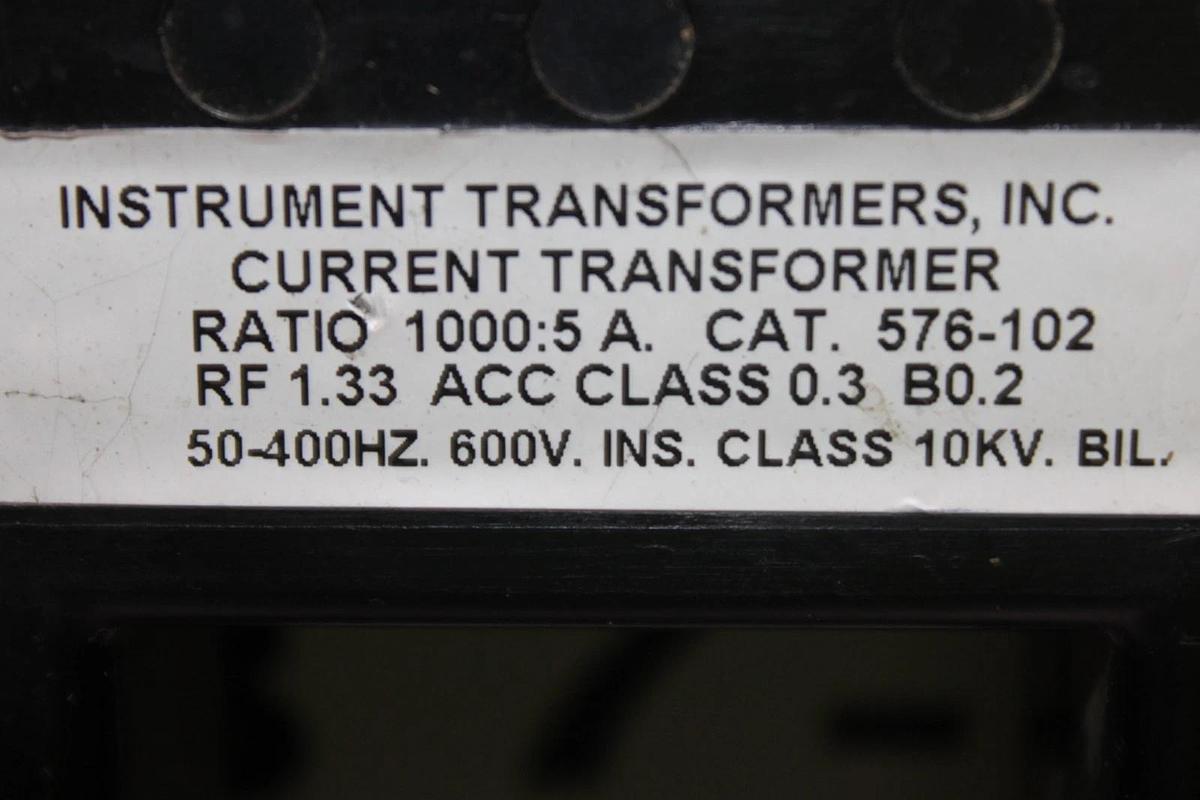 INSTRUMENT TRANSFORMERS, INC.
CURRENT TRANSFORMER
RATIO 1000:5 A. CAT. 576-102
RF 1.33 ACC CLASS 0.3 B0.2
50-400HZ. 600V. INS. CLASS 10KV. BIL.